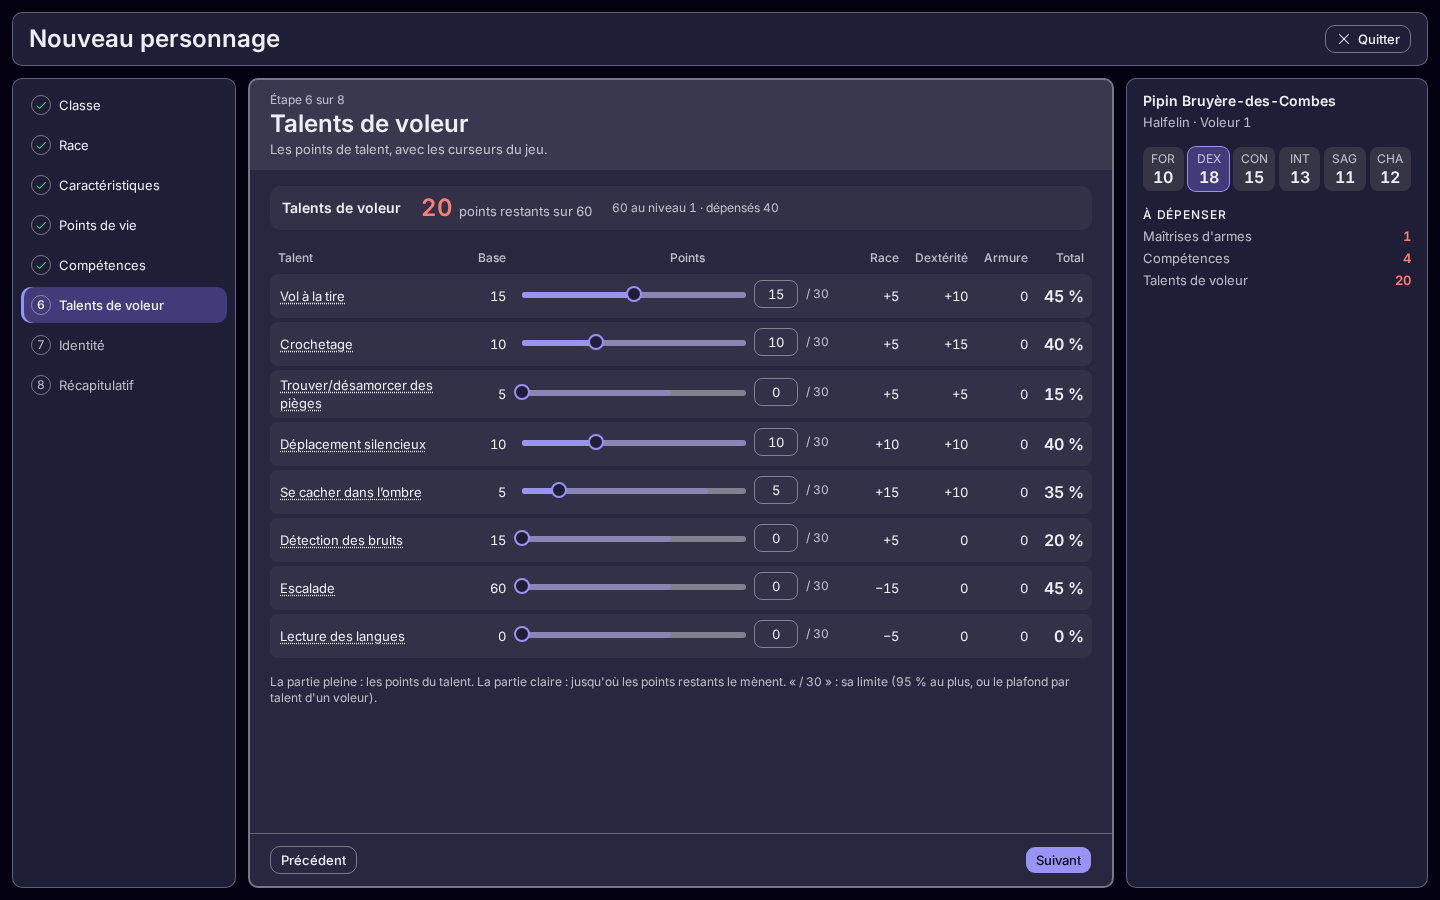 Nouveau personnage
Quitter
Classe
Race
Caractéristiques
Points de vie
Compétences
6 Talents de voleur
7 Identité
8 Récapitulatif
Étape 6 sur 8
Talents de voleur
Les points de talent, avec les curseurs du jeu.
Talents de voleur 20 points restants sur 60 60 au niveau 1 · dépensés 40
Talent Base Points Race Dextérité Armure Total
Vol à la tire 15 15 / 30 +5 +10 0 45 %
Crochetage 10 10 / 30 +5 +15 0 40 %
Trouver/désamorcer des
pièges 5 0 / 30 +5 +5 0 15 %
Déplacement silencieux 10 10 / 30 +10 +10 0 40 %
Se cacher dans l’ombre 5 5 / 30 +15 +10 0 35 %
Détection des bruits 15 0 / 30 +5 0 0 20 %
Escalade 60 0 / 30 −15 0 0 45 %
Lecture des langues 0 0 / 30 −5 0 0 0 %
La partie pleine : les points du talent. La partie claire : jusqu'où les points restants le mènent. « / 30 » : sa limite (95 % au plus, ou le plafond par
talent d'un voleur).
Précédent
Suivant
Pipin Bruyère-des-Combes
Halfelin · Voleur 1
FOR DEX CON INT SAG CHA
10 18 15 13 11 12
À DÉPENSER
Maîtrises d'armes 1
Compétences 4
Talents de voleur 20